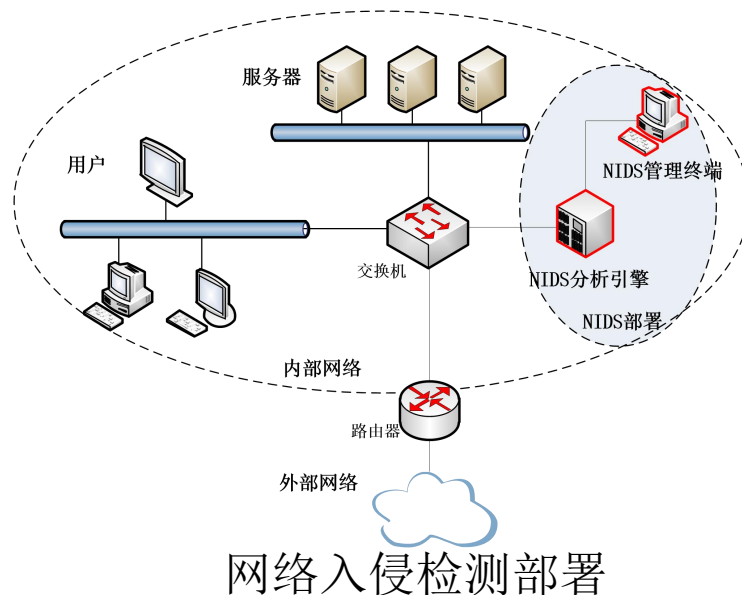 服务器
用户
NIDS管理终端
交换机
NIDS分析引擎
NIDS部署
内部网络
路由器
外部网络
网络入侵检测部署